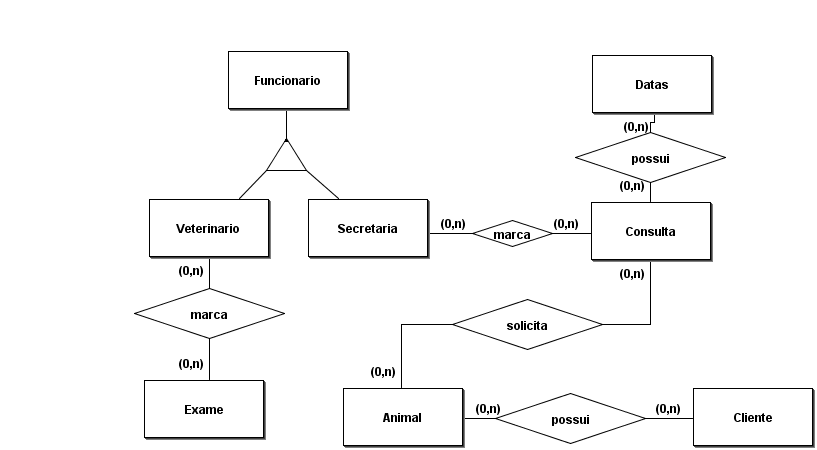 Funcionario
Datas
(0,n)
possui
(0,n)
Veterinario
Secretaria
(0,n)
marca
(0,n)
Consulta
(0,n)
(0,n)
marca
(0,n)
solicita
(0,n)
Exame
Animal
(0,n)
possui
(0,n)
Cliente